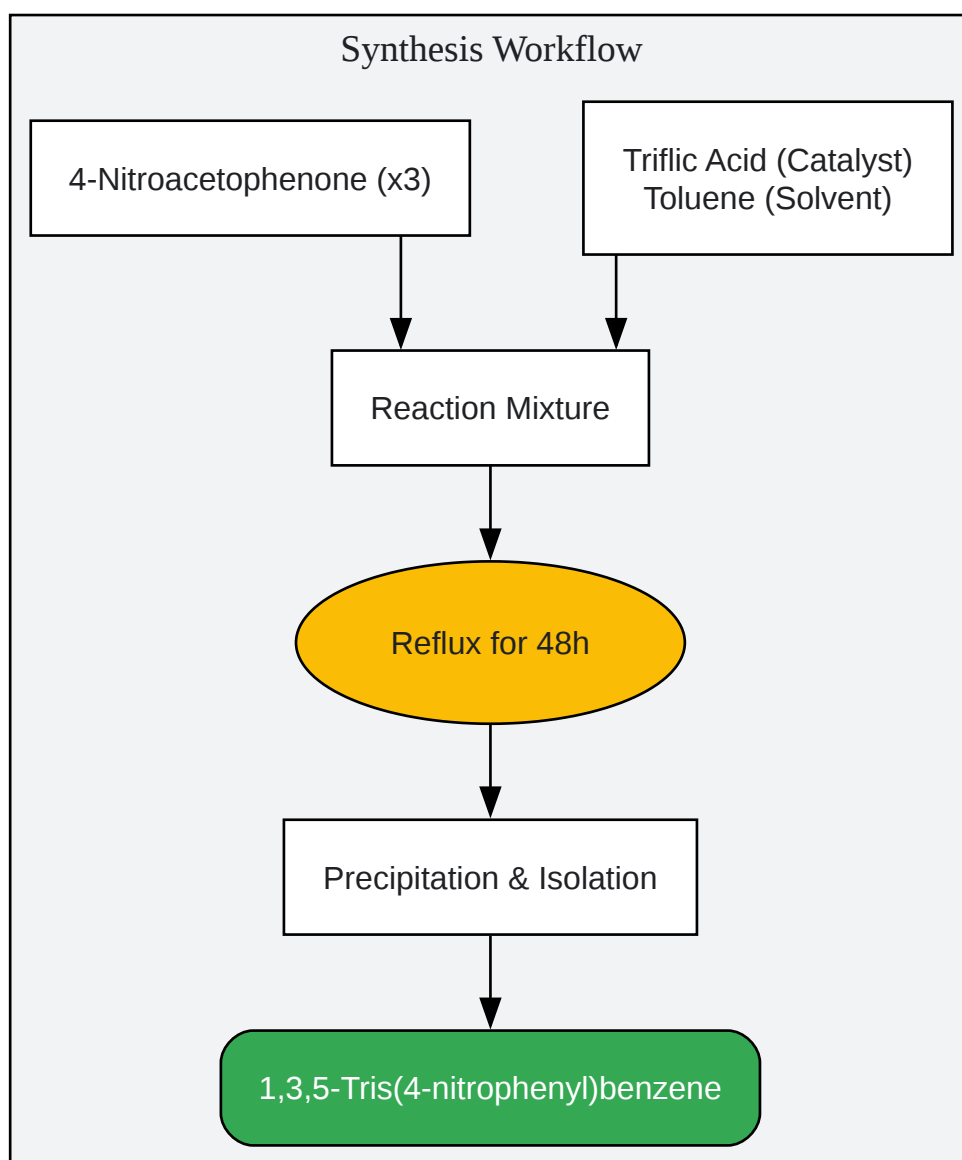 Synthesis Workflow
4-Nitroacetophenone (x3)
Triflic Acid (Catalyst)
Toluene (Solvent)
Reaction Mixture
Reflux for 48h
Precipitation & Isolation
1,3,5-Tris(4-nitrophenyl)benzene